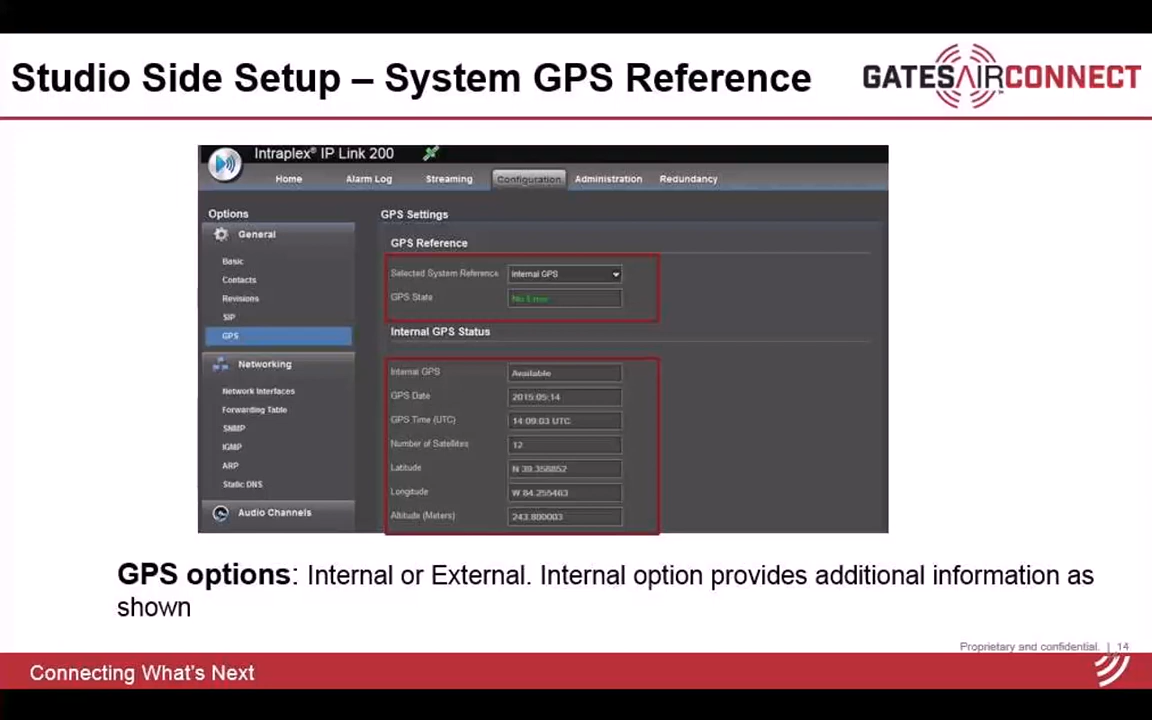 Studio Side Setup – System GPS Reference
GATESAIRCONNECT
Intraplex® IP Link 200
Home Alarm Log Streaming Configuration Administration Redundancy
Options
General
Basic
Contacts
Revisions
SIP
GPS
Networking
Network Interfaces
Forwarding Table
SNMP
IGMP
ARP
Static DNS
Audio Channels
GPS Settings
GPS Reference
Selected System Reference Internal GPS
GPS State No Error
Internal GPS Status
Internal GPS Available
GPS Date 2015:05:14
GPS Time (UTC) 14:09:03 UTC
Number of Satellites 12
Latitude N 39.358852
Longitude W 84.255463
Altitude (Meters) 243.800003
GPS options: Internal or External. Internal option provides additional information as
shown
Proprietary and confidential. | 14
Connecting What's Next